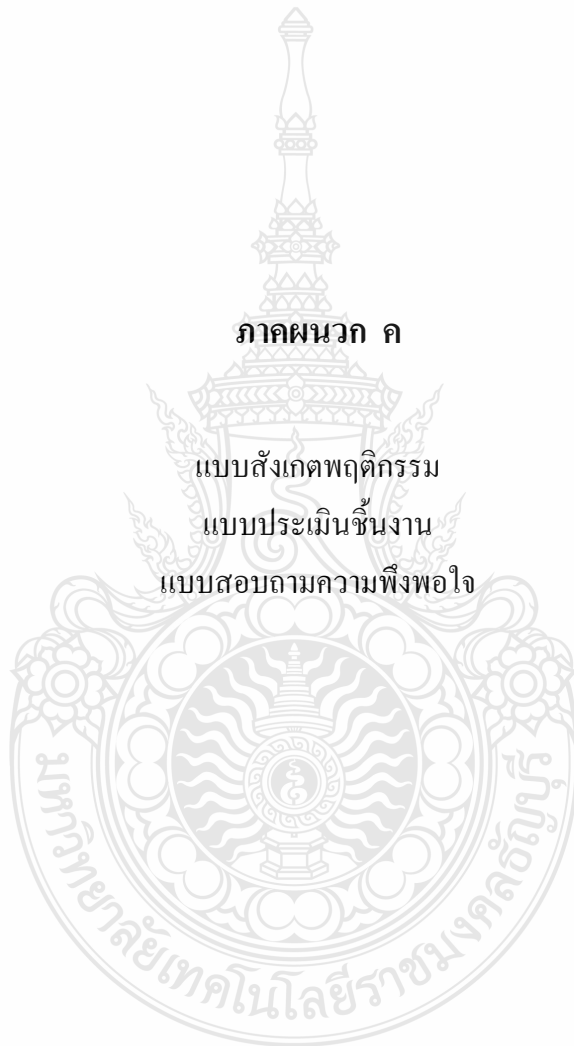 ภาคผนวก ค
แบบสังเกตพฤติกรรม
แบบประเมินชิ้นงาน
แบบสอบถามความพึงพอใจ
มหาวิทยาลัยเทคโนโลยีราชมงคลธัญบุรี